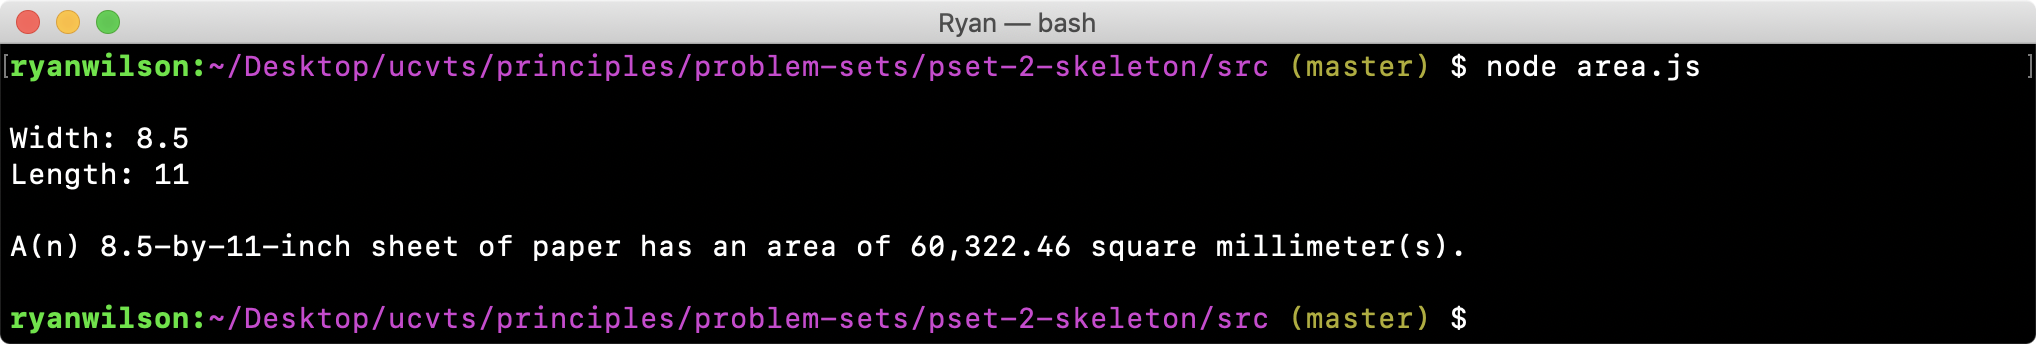 Ryan — bash
[ryanwilson:~/Desktop/ucvts/principles/problem-sets/pset-2-skeleton/src (master) $ node area.js ]
Width: 8.5
Length: 11
A(n) 8.5-by-11-inch sheet of paper has an area of 60,322.46 square millimeter(s).
ryanwilson:~/Desktop/ucvts/principles/problem-sets/pset-2-skeleton/src (master) $